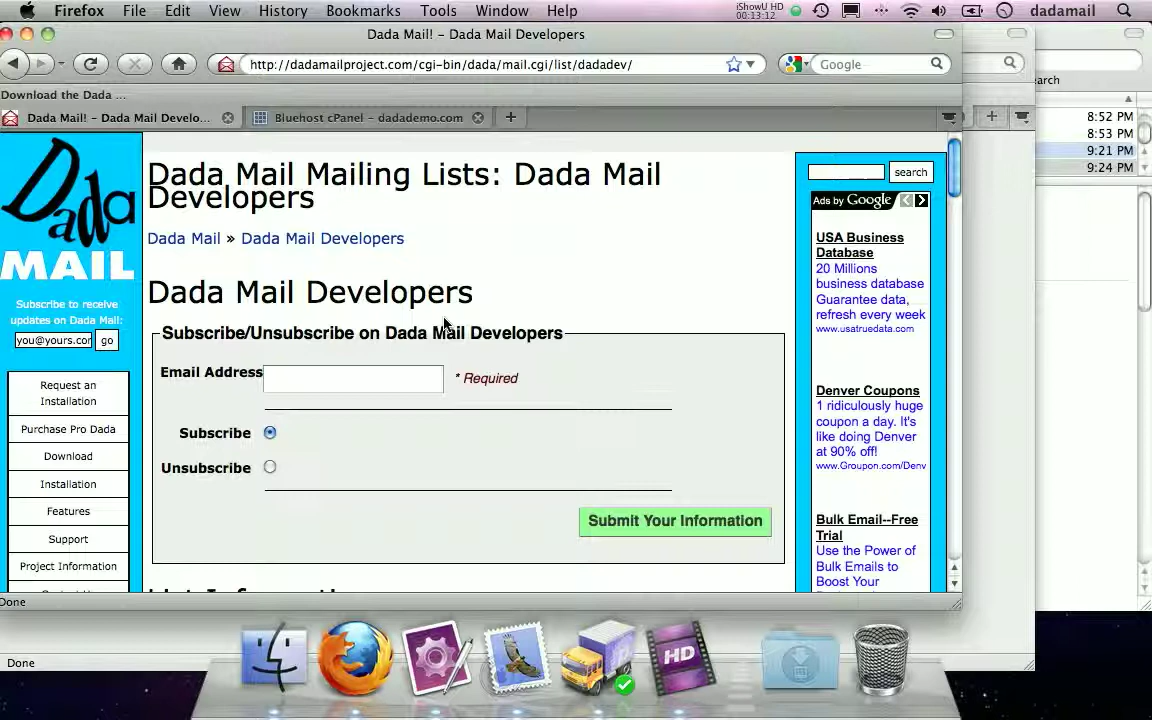 Firefox File Edit View History Bookmarks Tools Window Help iShowU HD 00:13:12 dadamail
Dada Mail! – Dada Mail Developers
http://dadamailproject.com/cgi-bin/dada/mail.cgi/list/dadadev/
Google
earch
Download the Dada ...
Dada Mail! – Dada Mail Develo...
Bluehost cPanel – dadademo.com
8:52 PM
8:53 PM
9:21 PM
9:24 PM
Dada
MAIL
Subscribe to receive
updates on Dada Mail:
you@yours.cor
go
Request an
Installation
Purchase Pro Dada
Download
Installation
Features
Support
Project Information
Dada Mail Mailing Lists: Dada Mail
Developers
Dada Mail » Dada Mail Developers
Dada Mail Developers
Subscribe/Unsubscribe on Dada Mail Developers
Email Address
* Required
Subscribe
Unsubscribe
Submit Your Information
search
Ads by Google
USA Business
Database
20 Millions
business database
Guarantee data,
refresh every week
www.usatruedata.com
Denver Coupons
1 ridiculously huge
coupon a day. It's
like doing Denver
at 90% off!
www.Groupon.com/Denv
Bulk Email--Free
Trial
Use the Power of
Bulk Emails to
Boost Your
Done
Done
HD